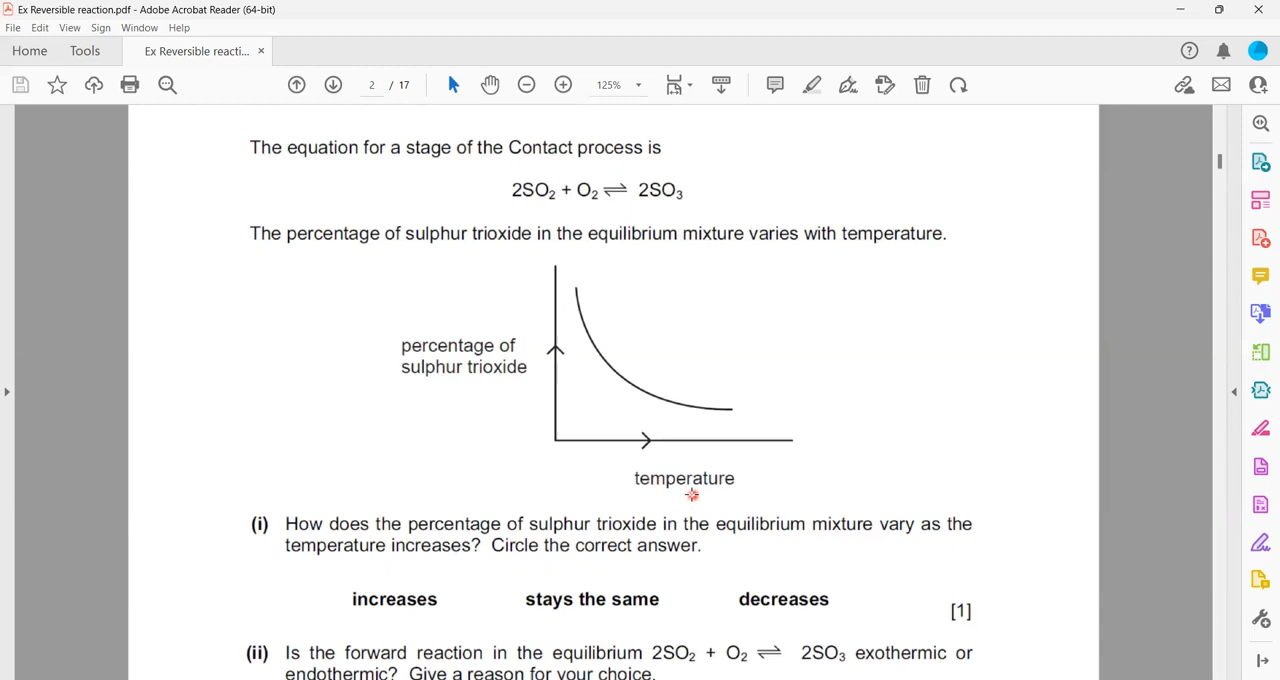 Ex Reversible reaction.pdf - Adobe Acrobat Reader (64-bit)
File Edit View Sign Window Help
Home Tools Ex Reversible reacti... ×
2 / 17 125%
The equation for a stage of the Contact process is
2SO₂ + O₂ ⇌ 2SO₃
The percentage of sulphur trioxide in the equilibrium mixture varies with temperature.
percentage of
sulphur trioxide
temperature
(i) How does the percentage of sulphur trioxide in the equilibrium mixture vary as the
temperature increases? Circle the correct answer.
increases stays the same decreases
[1]
(ii) Is the forward reaction in the equilibrium 2SO₂ + O₂ ⇌ 2SO₃ exothermic or
endothermic? Give a reason for your choice.